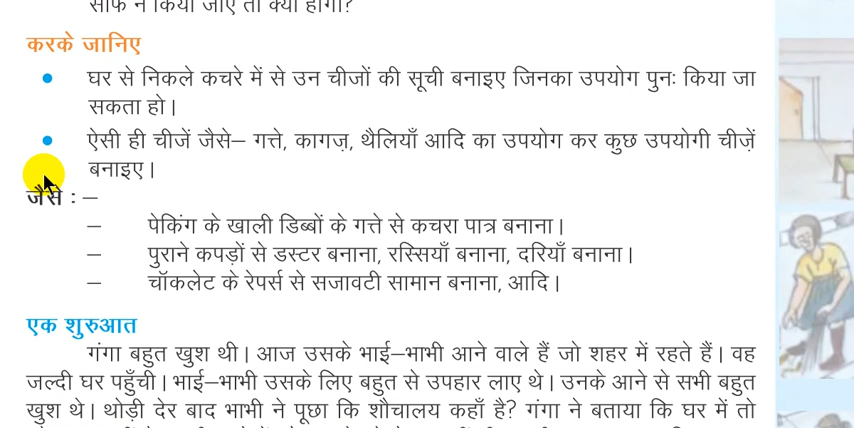 साफ न किया जाए तो क्या होगा?
करके जानिए
• घर से निकले कचरे में से उन चीजों की सूची बनाइए जिनका उपयोग पुनः किया जा
सकता हो।
• ऐसी ही चीजें जैसे– गत्ते, कागज़, थैलियाँ आदि का उपयोग कर कुछ उपयोगी चीज़ें
बनाइए।
जैसे : –
– पेकिंग के खाली डिब्बों के गत्ते से कचरा पात्र बनाना।
– पुराने कपड़ों से डस्टर बनाना, रस्सियाँ बनाना, दरियाँ बनाना।
– चॉकलेट के रेपर्स से सजावटी सामान बनाना, आदि।
एक शुरुआत
गंगा बहुत खुश थी। आज उसके भाई–भाभी आने वाले हैं जो शहर में रहते हैं। वह
जल्दी घर पहुँची। भाई–भाभी उसके लिए बहुत से उपहार लाए थे। उनके आने से सभी बहुत
खुश थे। थोड़ी देर बाद भाभी ने पूछा कि शौचालय कहाँ है? गंगा ने बताया कि घर में तो